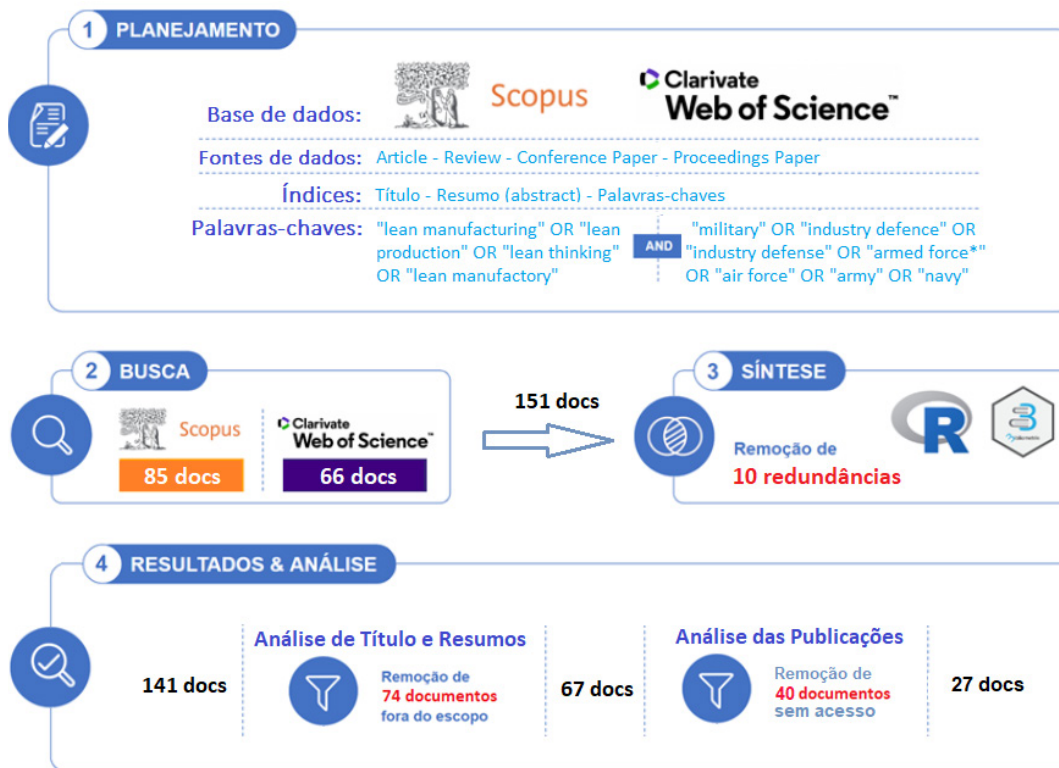 1 PLANEJAMENTO
Base de dados: Scopus Clarivate Web of Science™
Fontes de dados: Article - Review - Conference Paper - Proceedings Paper
Índices: Título - Resumo (abstract) - Palavras-chaves
Palavras-chaves: "lean manufacturing" OR "lean
production" OR "lean thinking"
OR "lean manufactory"
AND
"military" OR "industry defence" OR
"industry defense" OR "armed force*"
OR "air force" OR "army" OR "navy"
2 BUSCA
Scopus
85 docs
Clarivate
Web of Science™
66 docs
151 docs
3 SÍNTESE
Remoção de
10 redundâncias
R
4 RESULTADOS & ANÁLISE
141 docs
Análise de Título e Resumos
Remoção de
74 documentos
fora do escopo
67 docs
Análise das Publicações
Remoção de
40 documentos
sem acesso
27 docs